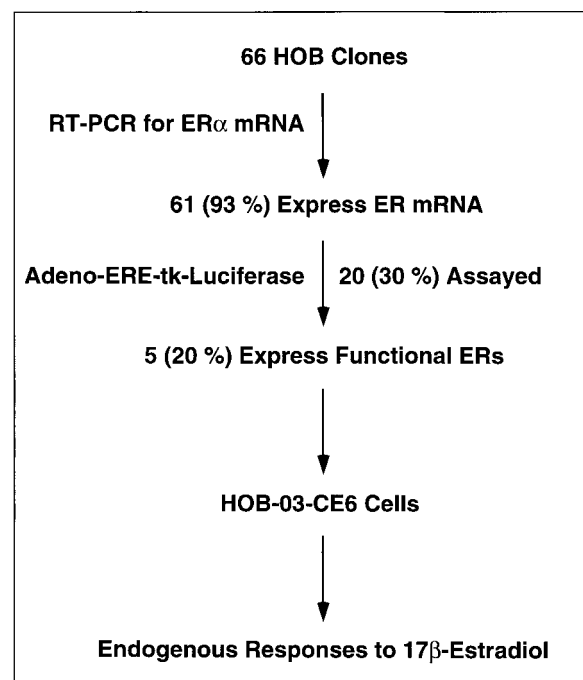 66 HOB Clones
RT-PCR for ERα mRNA
61 (93 %) Express ER mRNA
Adeno-ERE-tk-Luciferase 20 (30 %) Assayed
5 (20 %) Express Functional ERs
HOB-03-CE6 Cells
Endogenous Responses to 17β-Estradiol